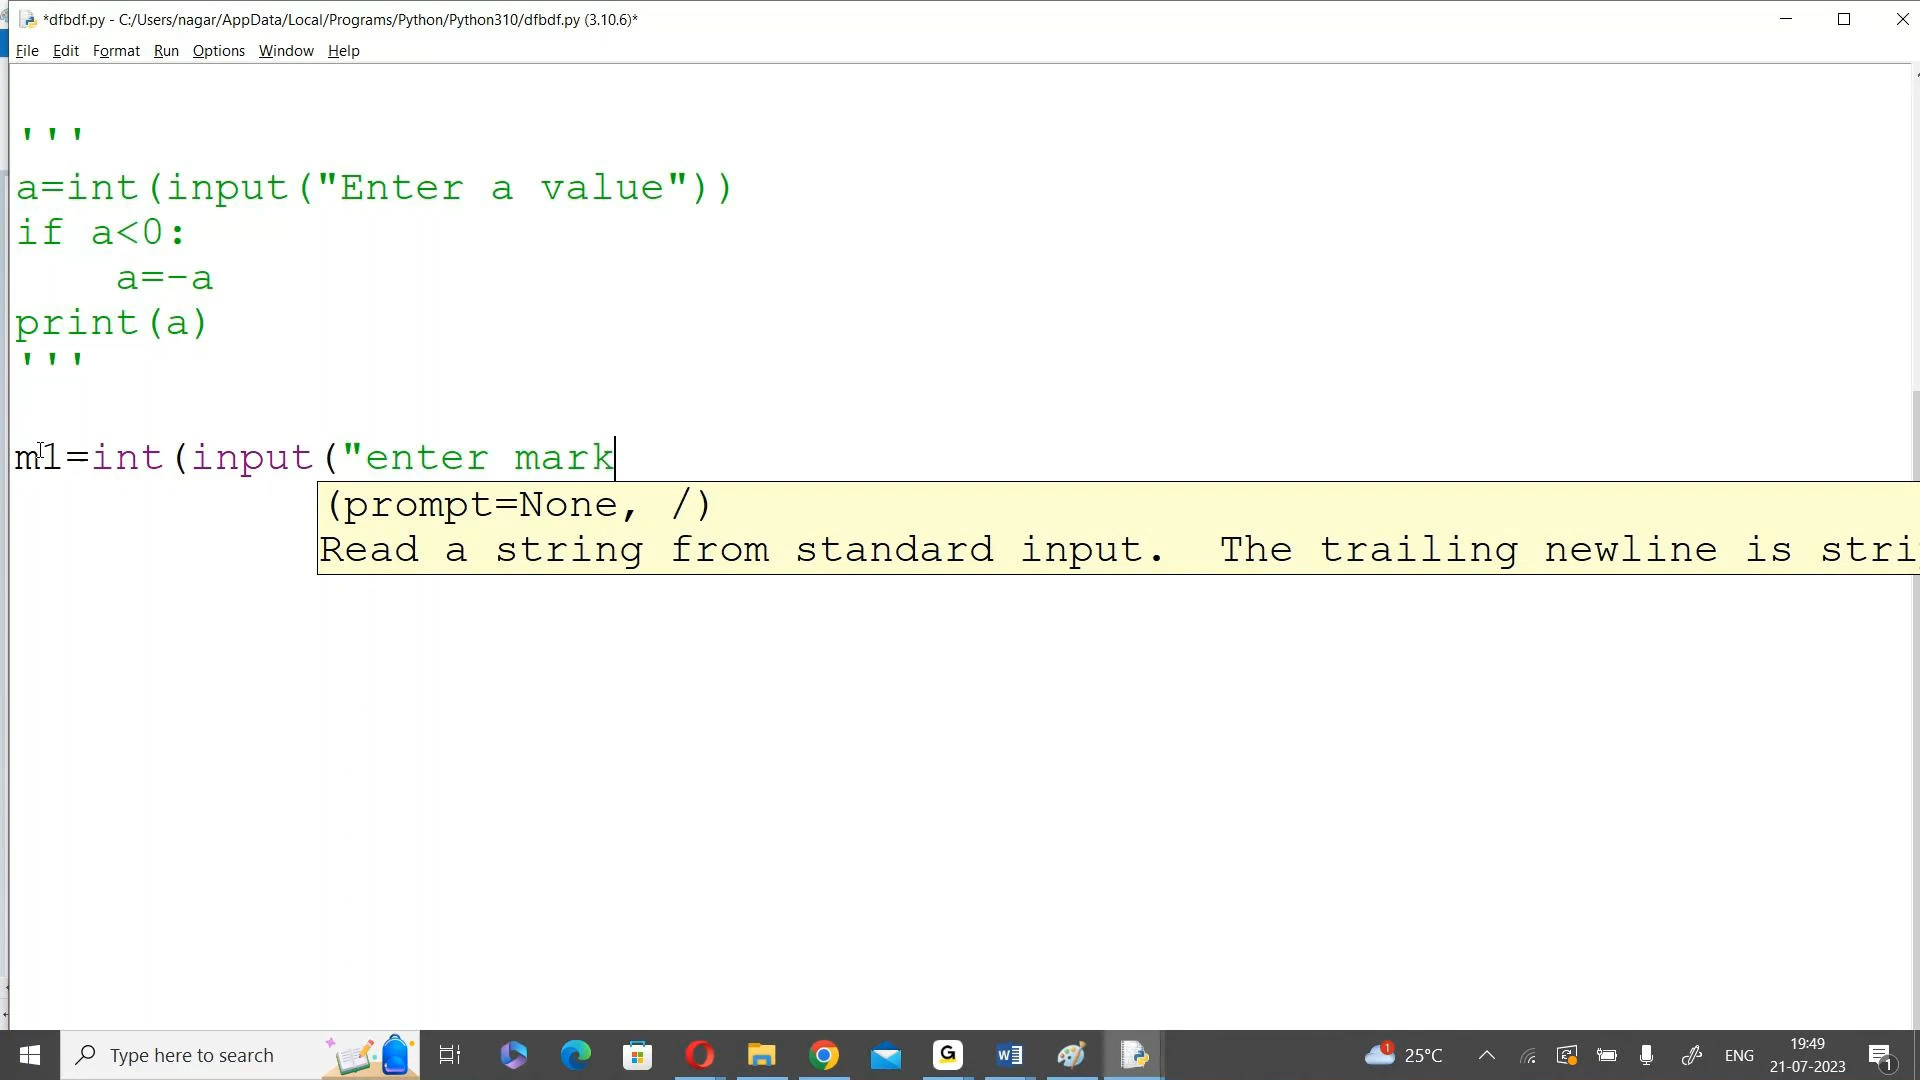 *dfbdf.py - C:/Users/nagar/AppData/Local/Programs/Python/Python310/dfbdf.py (3.10.6)*
File Edit Format Run Options Window Help
'''
a=int(input("Enter a value"))
if a<0:
    a=-a
print(a)
'''
m1=int(input("enter mark
(prompt=None, /)
Read a string from standard input.  The trailing newline is stri
Type here to search
1
25°C
ENG
19:49
21-07-2023
1